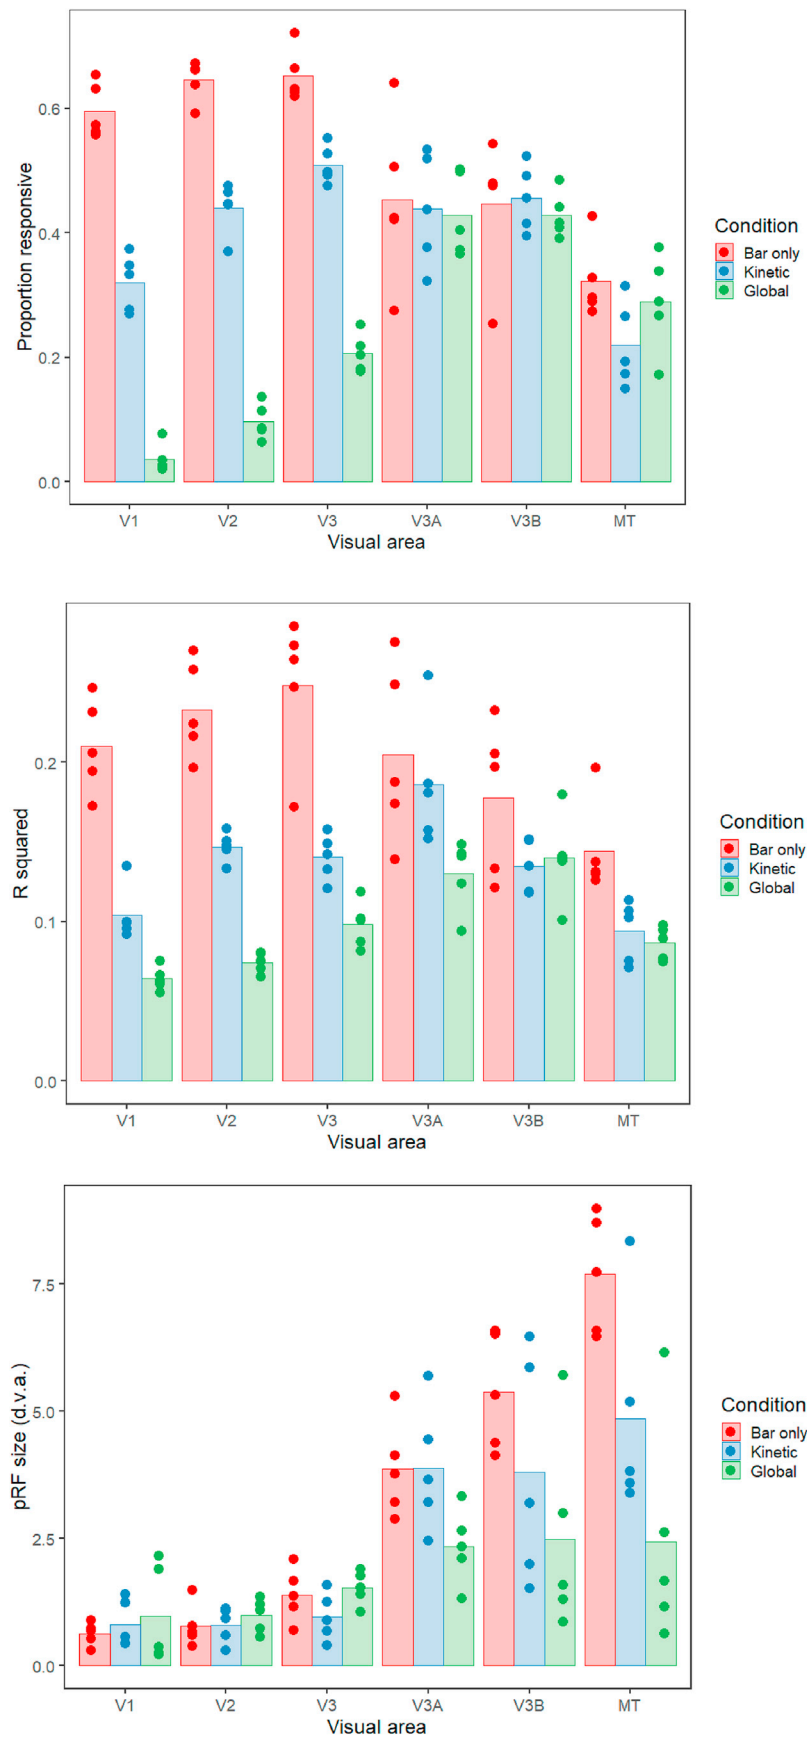 Proportion responsive
0.6
0.4
0.2
0.0
V1 V2 V3 V3A V3B MT
Visual area
Condition
Bar only
Kinetic
Global
R squared
0.2
0.1
0.0
V1 V2 V3 V3A V3B MT
Visual area
Condition
Bar only
Kinetic
Global
pRF size (d.v.a.)
7.5
5.0
2.5
0.0
V1 V2 V3 V3A V3B MT
Visual area
Condition
Bar only
Kinetic
Global